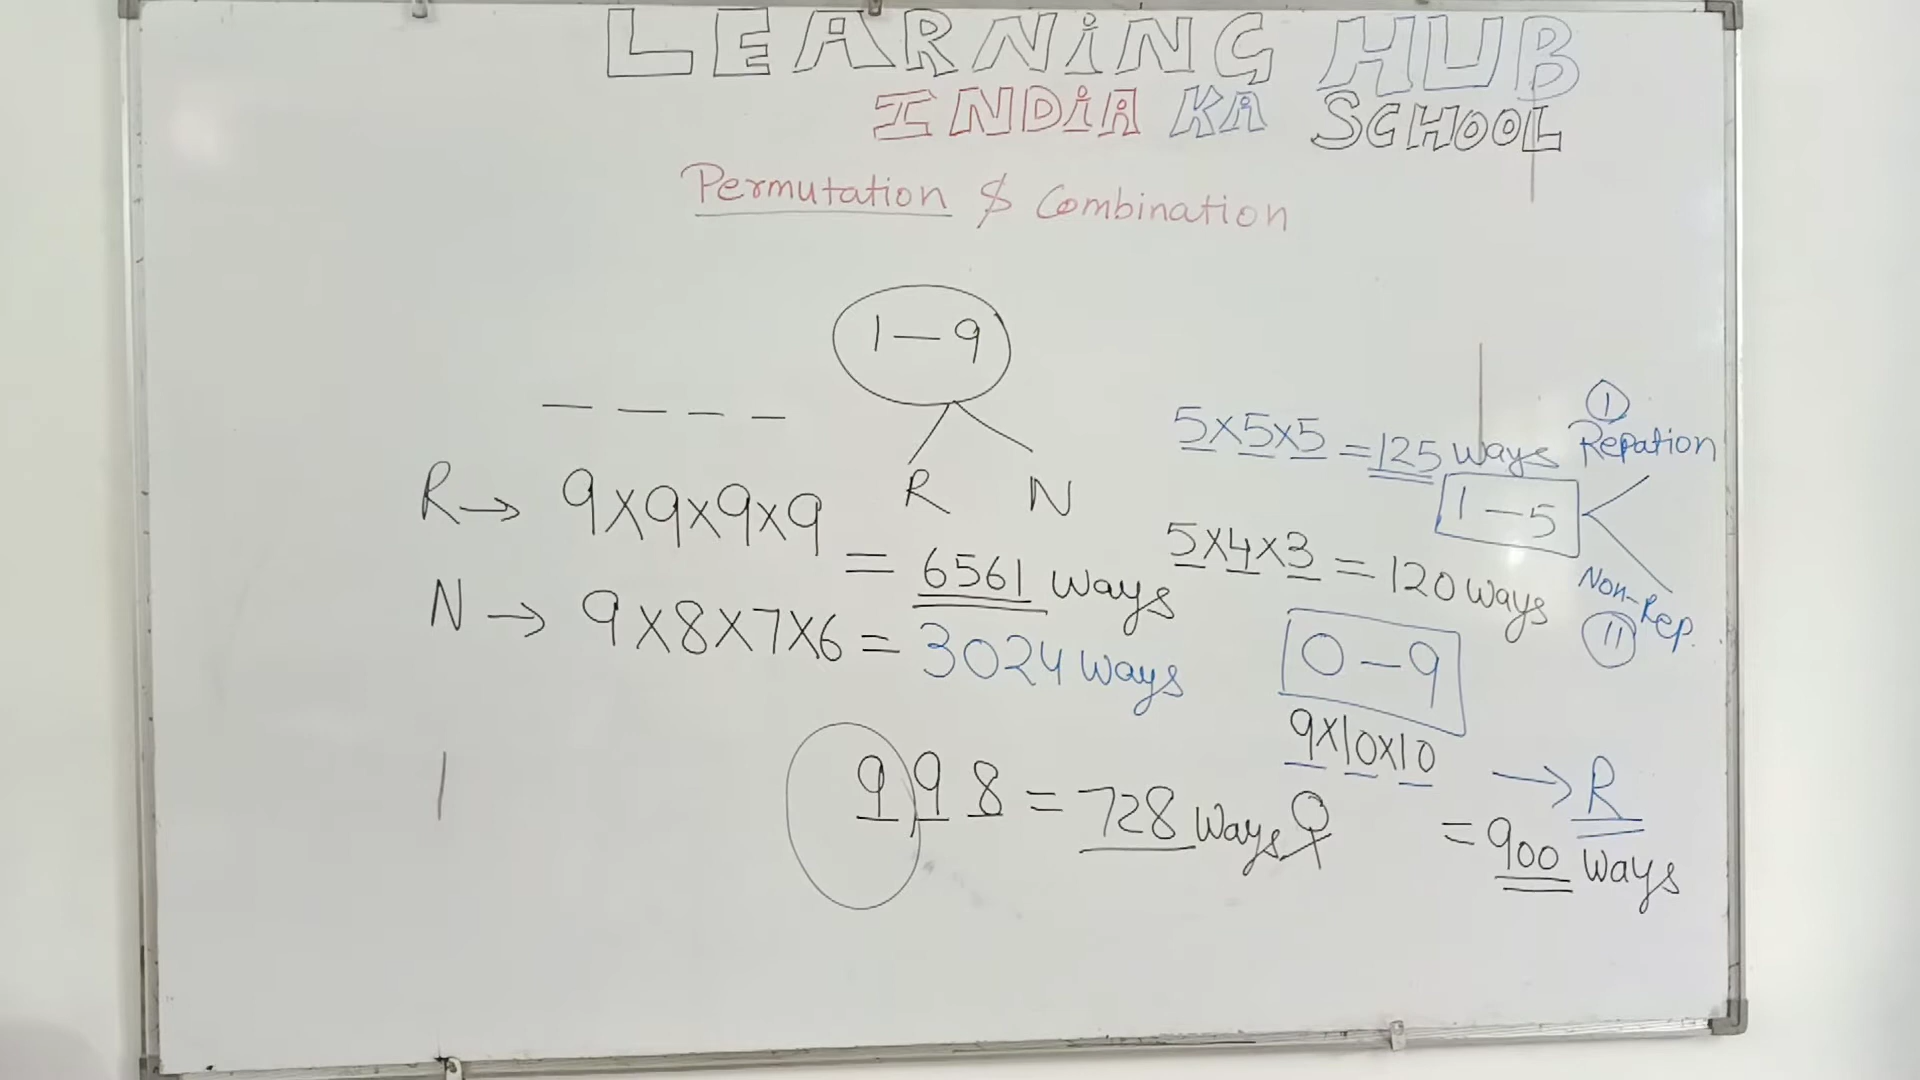 LEARNiNG HUB
INDiA KA SCHOOL
Permutation & Combination
1 – 9
R N
R → 9×9×9×9
= 6561 ways
N → 9×8×7×6 = 3024 ways
9 9 8 = 728 ways
5×5×5 = 125 ways
1 – 5
① Repation
5×4×3 = 120 ways
Non-Rep.
⑪
0 – 9
9×10×10 → R
= 900 ways